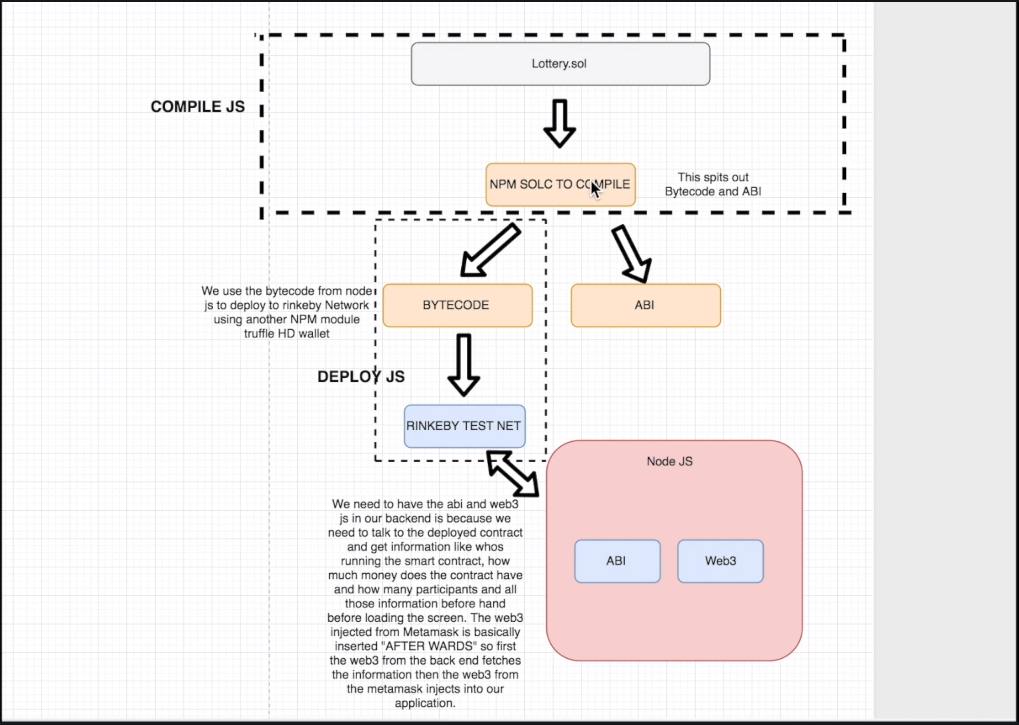 Lottery.sol
COMPILE JS
NPM SOLC TO COMPILE
This spits out
Bytecode and ABI
We use the bytecode from node
js to deploy to rinkeby Network
using another NPM module
truffle HD wallet
BYTECODE
ABI
DEPLOY JS
RINKEBY TEST NET
Node JS
We need to have the abi and web3
js in our backend is because we
need to talk to the deployed contract
and get information like whos
running the smart contract, how
much money does the contract have
and how many participants and all
those information before hand
before loading the screen. The web3
injected from Metamask is basically
inserted "AFTER WARDS" so first
the web3 from the back end fetches
the information then the web3 from
the metamask injects into our
application.
ABI
Web3